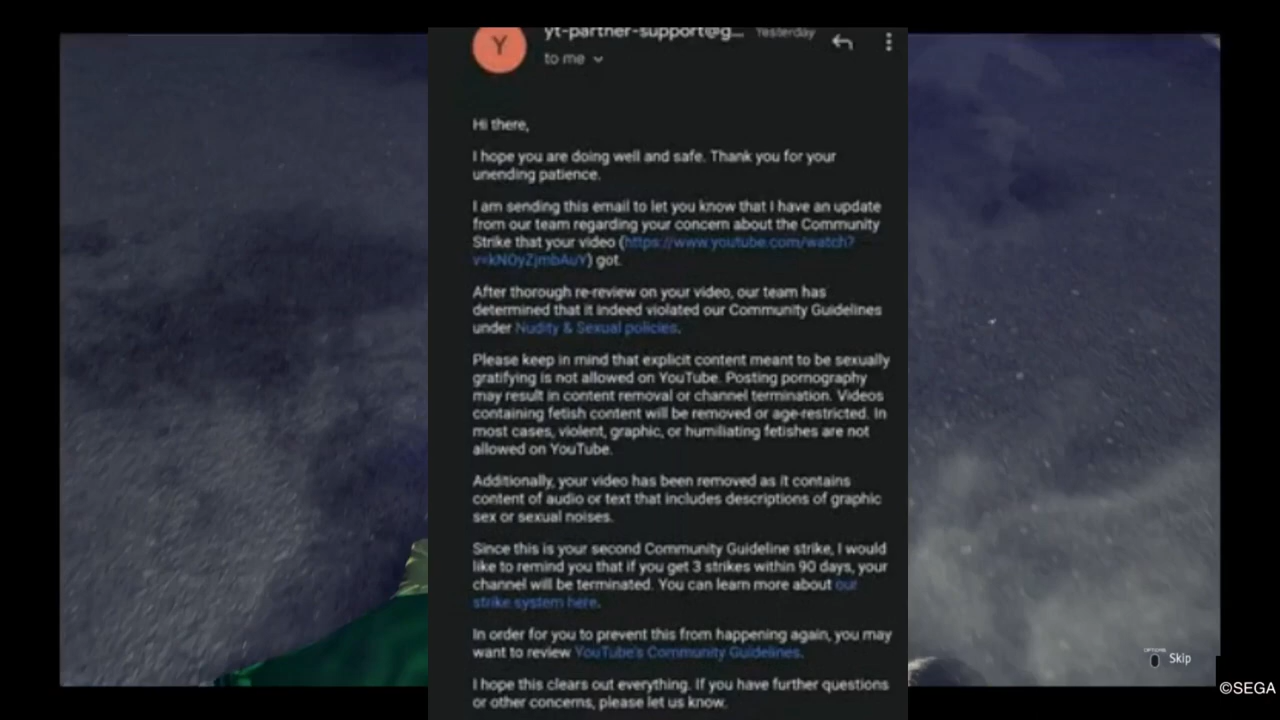 Y
yt-partner-support@g... Yesterday
to me
Hi there,
I hope you are doing well and safe. Thank you for your
unending patience.
I am sending this email to let you know that I have an update
from our team regarding your concern about the Community
Strike that your video (https://www.youtube.com/watch?
v=kNOyZjmbAuY) got.
After thorough re-review on your video, our team has
determined that it indeed violated our Community Guidelines
under Nudity & Sexual policies.
Please keep in mind that explicit content meant to be sexually
gratifying is not allowed on YouTube. Posting pornography
may result in content removal or channel termination. Videos
containing fetish content will be removed or age-restricted. In
most cases, violent, graphic, or humiliating fetishes are not
allowed on YouTube.
Additionally, your video has been removed as it contains
content of audio or text that includes descriptions of graphic
sex or sexual noises.
Since this is your second Community Guideline strike, I would
like to remind you that if you get 3 strikes within 90 days, your
channel will be terminated. You can learn more about our
strike system here.
In order for you to prevent this from happening again, you may
want to review YouTube's Community Guidelines.
I hope this clears out everything. If you have further questions
or other concerns, please let us know.
OPTIONS
Skip
©SEGA